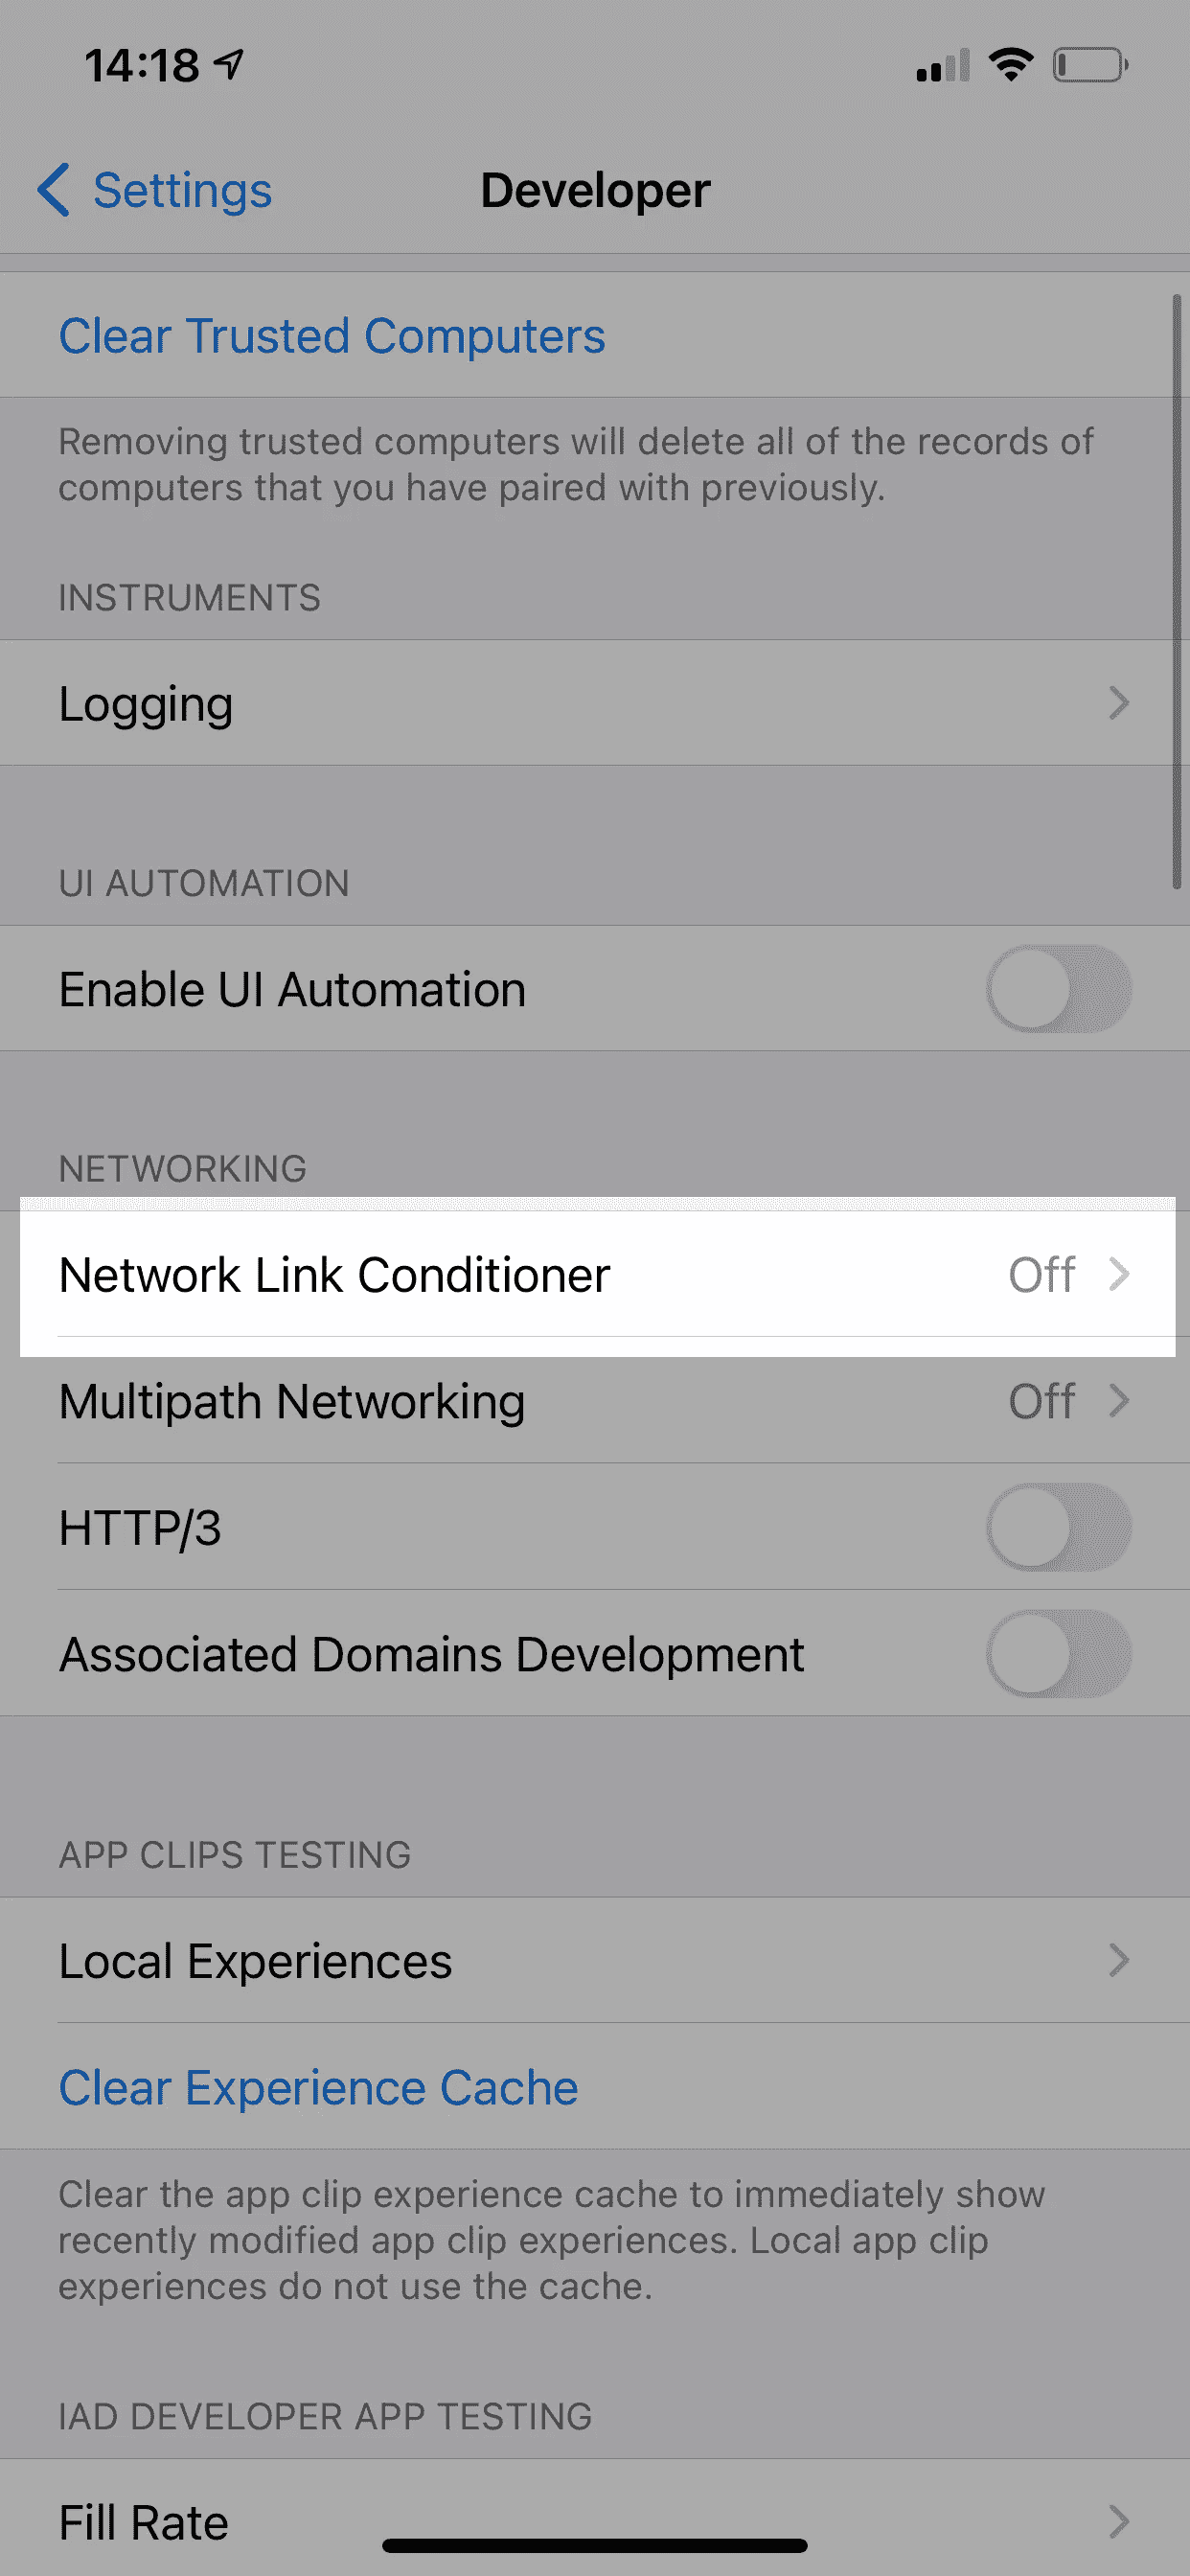 14:18
Settings
Developer
Clear Trusted Computers
Removing trusted computers will delete all of the records of
computers that you have paired with previously.
INSTRUMENTS
Logging
UI AUTOMATION
Enable UI Automation
NETWORKING
Network Link Conditioner Off
Multipath Networking Off
HTTP/3
Associated Domains Development
APP CLIPS TESTING
Local Experiences
Clear Experience Cache
Clear the app clip experience cache to immediately show
recently modified app clip experiences. Local app clip
experiences do not use the cache.
IAD DEVELOPER APP TESTING
Fill Rate